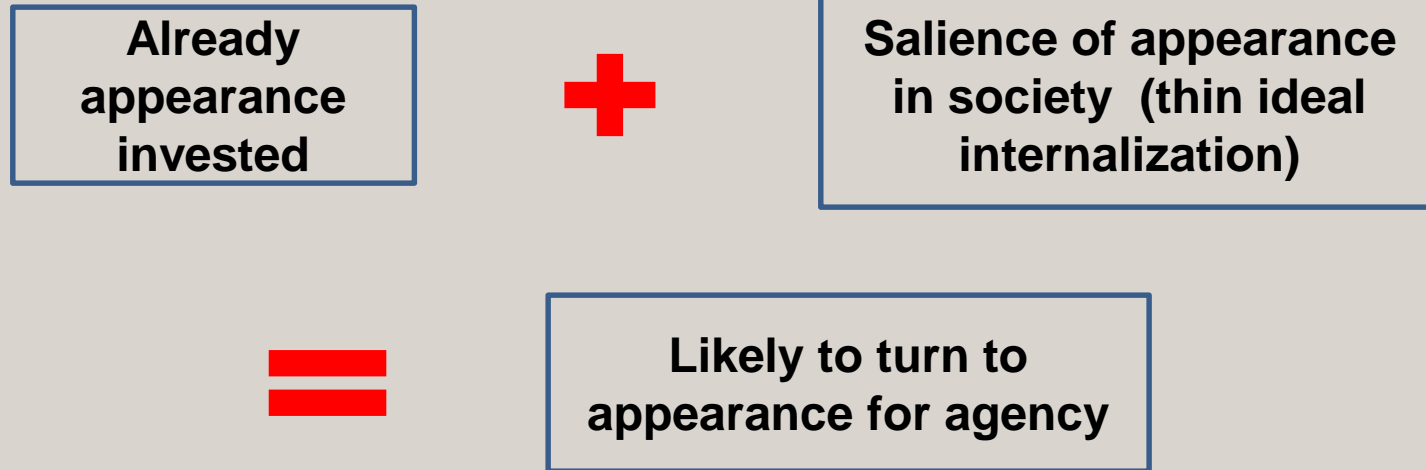 Already
appearance
invested
Salience of appearance
in society (thin ideal
internalization)
Likely to turn to
appearance for agency